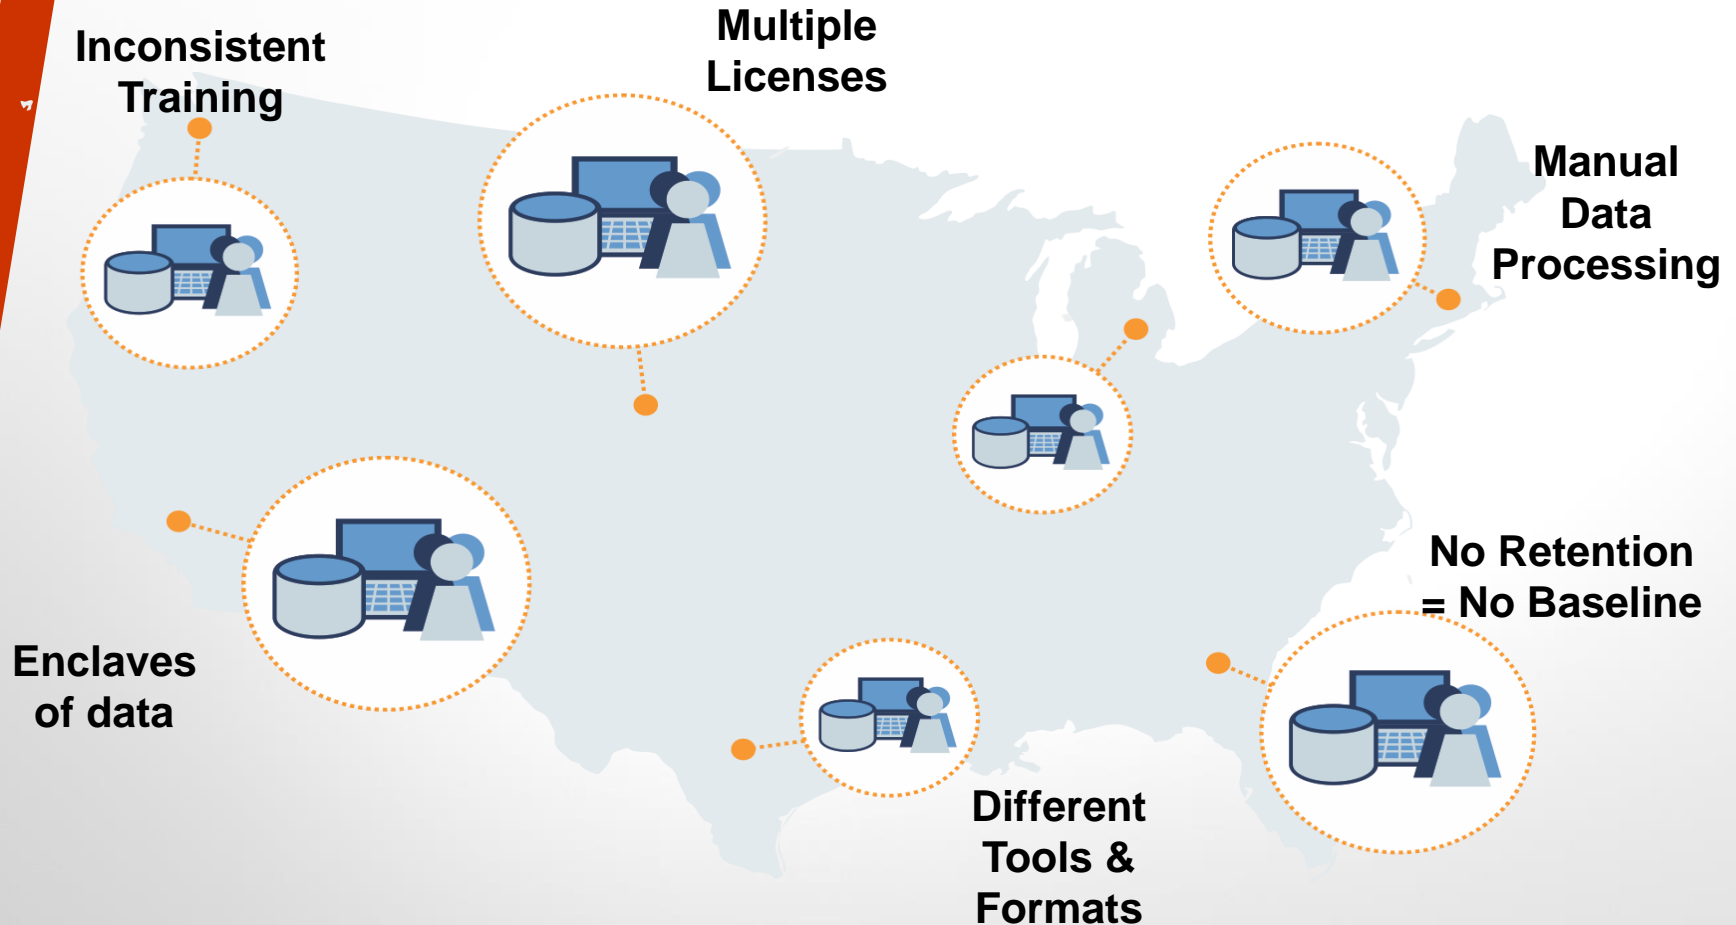 Inconsistent
Training
Multiple
Licenses
Manual
Data
Processing
No Retention
= No Baseline
Enclaves
of data
Different
Tools &
Formats